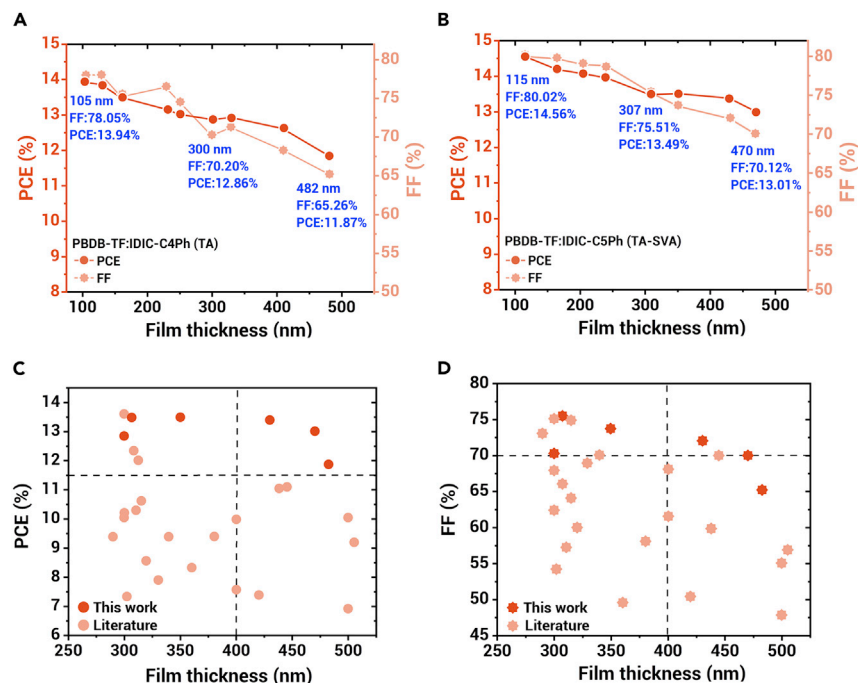 A
15
14
13
12
11
10
9
8
PCE (%)
80
75
70
65
60
55
50
FF (%)
105 nm
FF:78.05%
PCE:13.94%
300 nm
FF:70.20%
PCE:12.86%
482 nm
FF:65.26%
PCE:11.87%
PBDB-TF:IDIC-C4Ph (TA)
PCE
FF
100 200 300 400 500
Film thickness (nm)
B
15
14
13
12
11
10
9
8
PCE (%)
80
70
60
50
FF (%)
115 nm
FF:80.02%
PCE:14.56%
307 nm
FF:75.51%
PCE:13.49%
470 nm
FF:70.12%
PCE:13.01%
PBDB-TF:IDIC-C5Ph (TA-SVA)
PCE
FF
100 200 300 400 500
Film thickness (nm)
C
14
13
12
11
10
9
8
7
6
PCE (%)
This work
Literature
250 300 350 400 450 500
Film thickness (nm)
D
80
75
70
65
60
55
50
45
FF (%)
This work
Literature
250 300 350 400 450 500
Film thickness (nm)